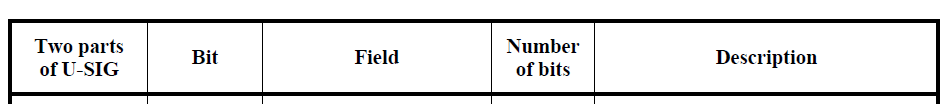 Two parts
of U-SIG
Bit
Field
Number
of bits
Description